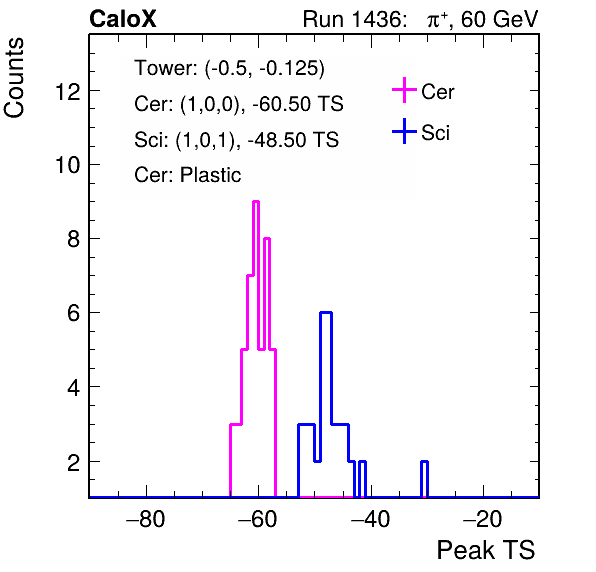 CaloX Run 1436: π⁺, 60 GeV
Counts
Tower: (-0.5, -0.125)
Cer: (1,0,0), -60.50 TS
Sci: (1,0,1), -48.50 TS
Cer: Plastic
Cer
Sci
12
10
8
6
4
2
−80 −60 −40 −20
Peak TS